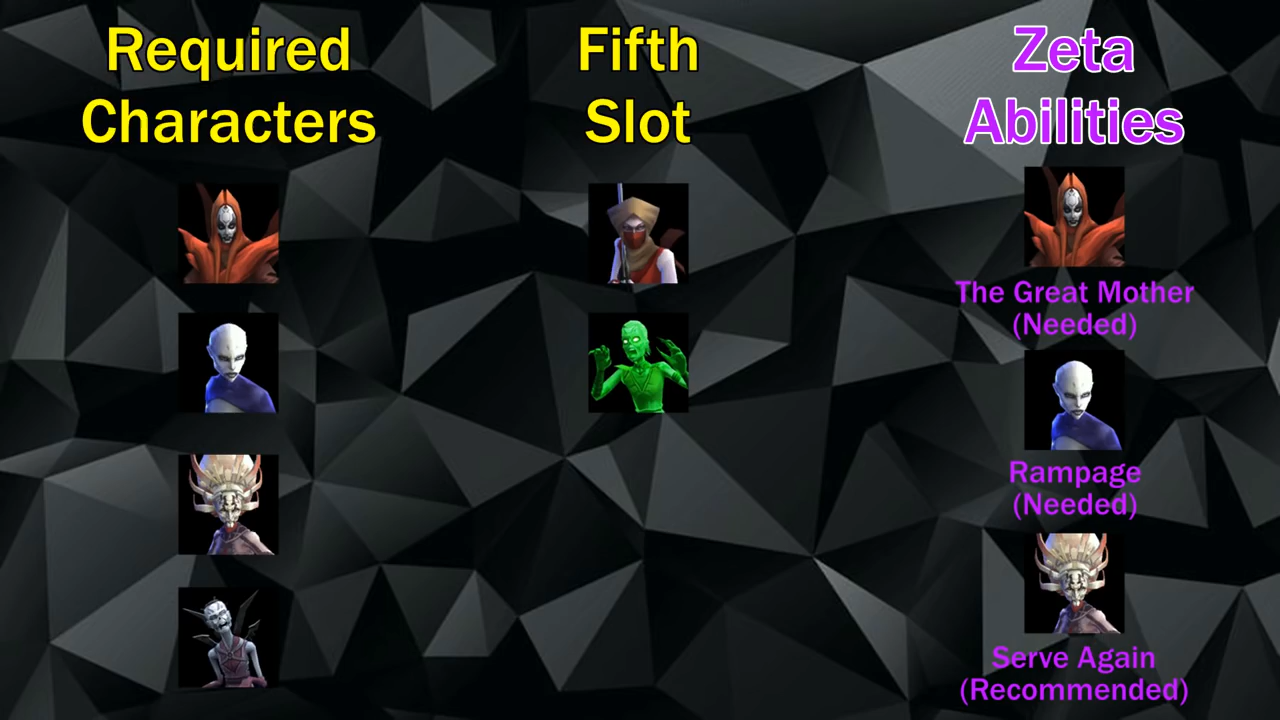 Required
Characters
Fifth
Slot
Zeta
Abilities
The Great Mother
(Needed)
Rampage
(Needed)
Serve Again
(Recommended)